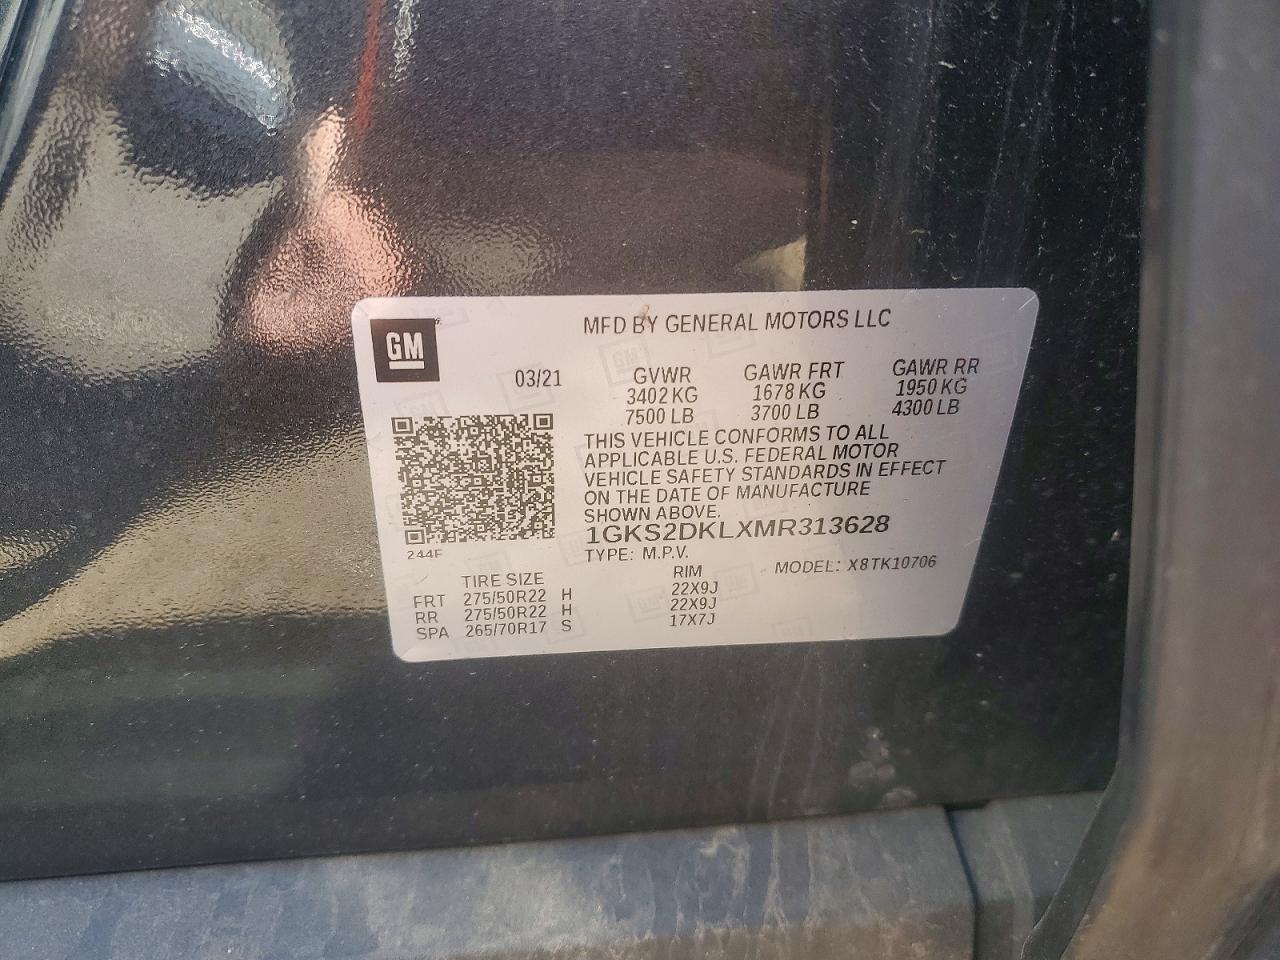 GM
MFD BY GENERAL MOTORS LLC
03/21 GVWR GAWR FRT GAWR RR
3402 KG 1678 KG 1950 KG
7500 LB 3700 LB 4300 LB
THIS VEHICLE CONFORMS TO ALL
APPLICABLE U.S. FEDERAL MOTOR
VEHICLE SAFETY STANDARDS IN EFFECT
ON THE DATE OF MANUFACTURE
SHOWN ABOVE.
1GKS2DKLXMR313628
244F
TYPE: M.P.V. MODEL: X8TK10706
TIRE SIZE RIM
FRT 275/50R22 H 22X9J
RR 275/50R22 H 22X9J
SPA 265/70R17 S 17X7J